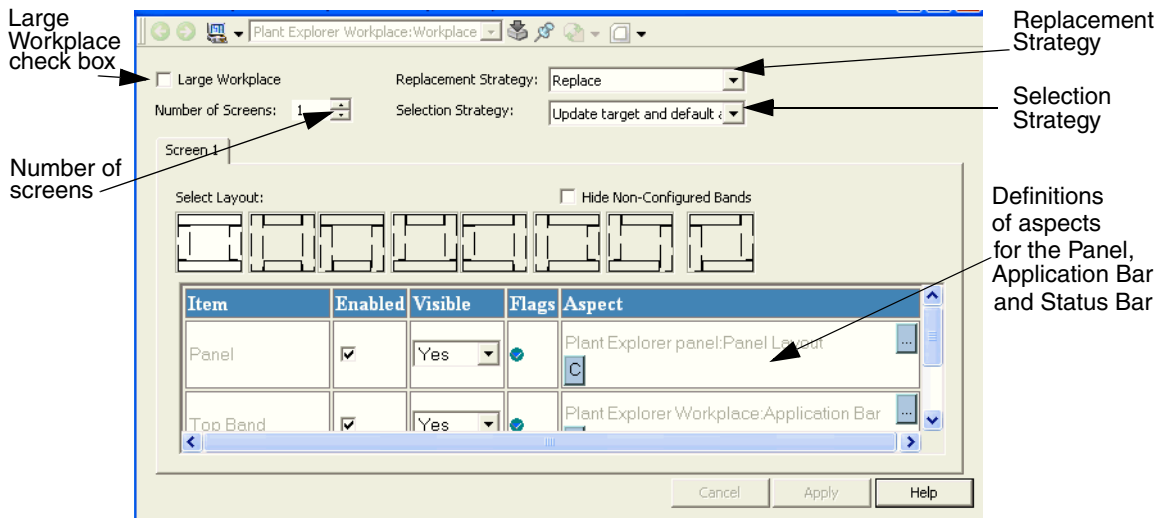 Large
Workplace
check box
Replacement
Strategy
Plant Explorer Workplace:Workplace
Large Workplace
Replacement Strategy: Replace
Number of Screens: 1
Selection Strategy: Update target and default
Selection
Strategy
Screen 1
Number of
screens
Select Layout:
Hide Non-Configured Bands
Definitions
of aspects
for the Panel,
Application Bar
and Status Bar
Item Enabled Visible Flags Aspect
Panel Yes Plant Explorer panel:Panel Layout ...
C
Top Band Yes Plant Explorer Workplace:Application Bar ...
Cancel Apply Help